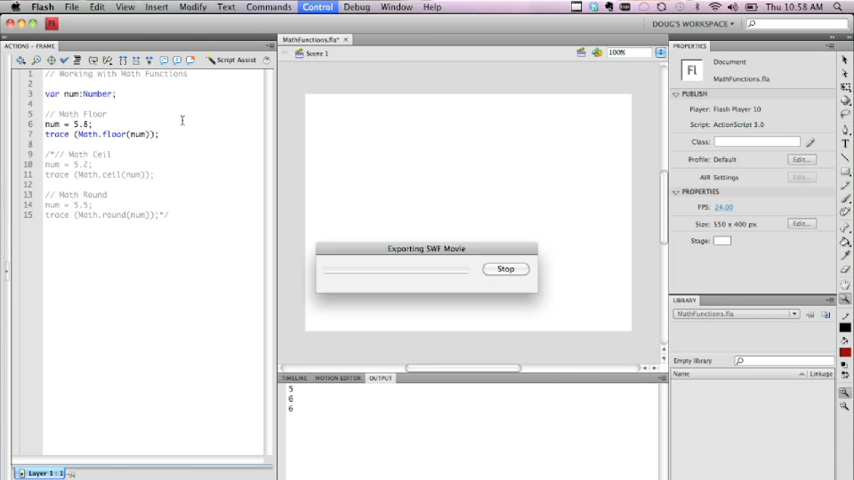 Flash File Edit View Insert Modify Text Commands Control Debug Window Help Thu 10:58 AM
DOUG'S WORKSPACE
ACTIONS - FRAME
Script Assist
1 // Working with Math Functions
2
3 var num:Number;
4
5 // Math Floor
6 num = 5.8;
7 trace (Math.floor(num));
8
9 /*// Math Ceil
10 num = 5.2;
11 trace (Math.ceil(num));
12
13 // Math Round
14 num = 5.5;
15 trace (Math.round(num));*/
Layer 1 : 1
MathFunctions.fla*
Scene 1
100%
Exporting SWF Movie
Stop
TIMELINE MOTION EDITOR OUTPUT
5
6
6
PROPERTIES
Fl
Document
MathFunctions.fla
PUBLISH
Player: Flash Player 10
Script: ActionScript 3.0
Class:
Profile: Default Edit...
AIR Settings Edit...
PROPERTIES
FPS: 24.00
Size: 550 x 400 px Edit...
Stage:
LIBRARY
MathFunctions.fla
Empty library
Name Linkage